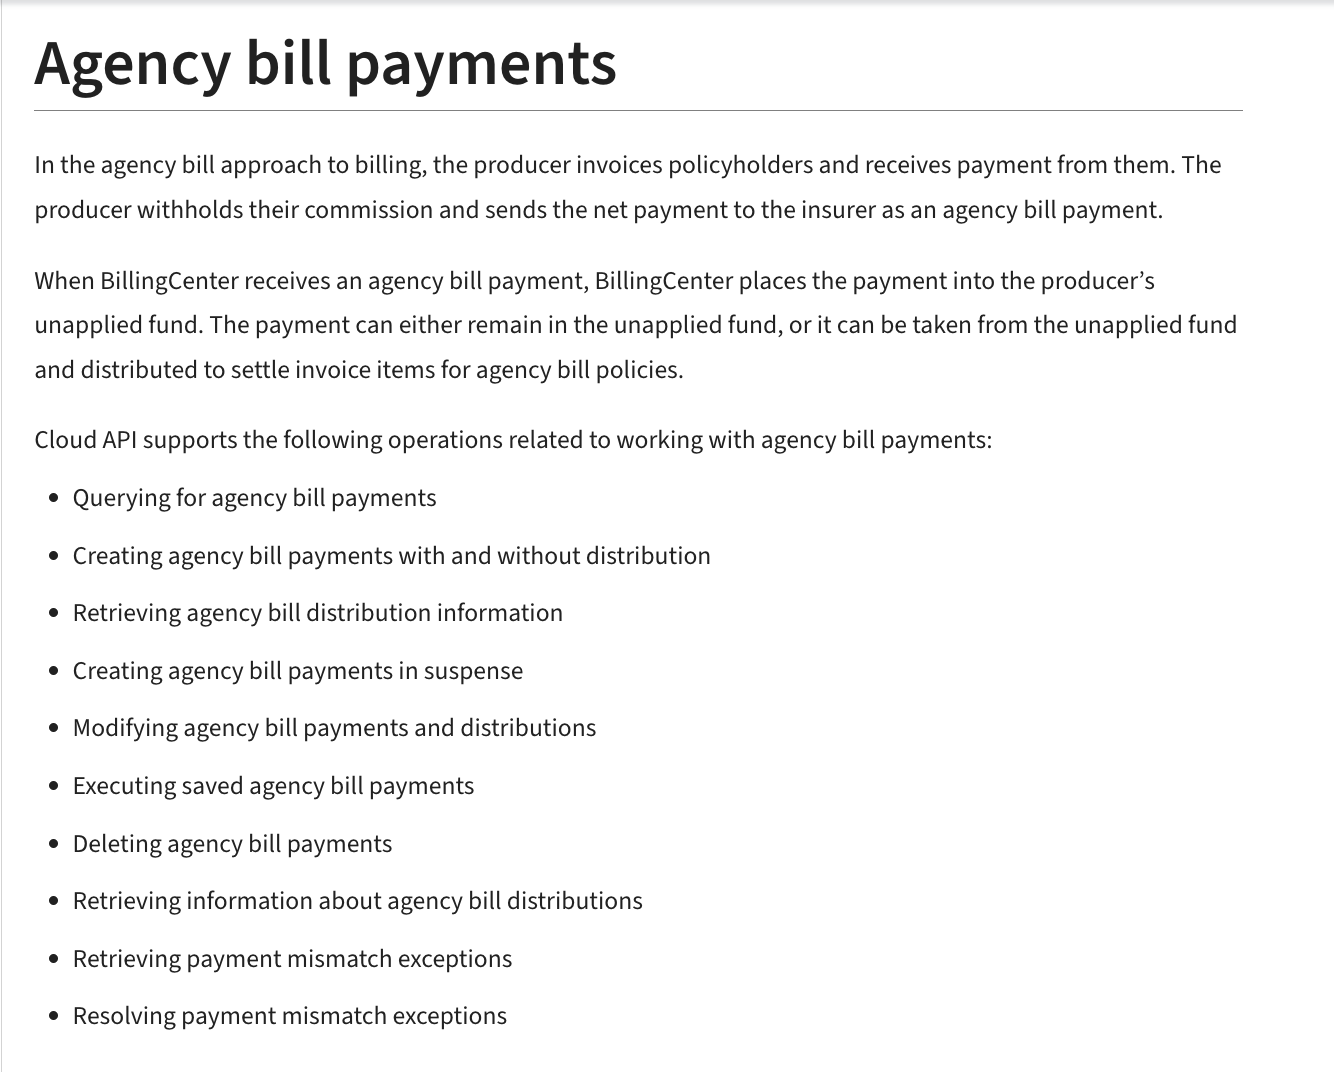 Agency bill payments
In the agency bill approach to billing, the producer invoices policyholders and receives payment from them. The
producer withholds their commission and sends the net payment to the insurer as an agency bill payment.
When BillingCenter receives an agency bill payment, BillingCenter places the payment into the producer’s
unapplied fund. The payment can either remain in the unapplied fund, or it can be taken from the unapplied fund
and distributed to settle invoice items for agency bill policies.
Cloud API supports the following operations related to working with agency bill payments:
• Querying for agency bill payments
• Creating agency bill payments with and without distribution
• Retrieving agency bill distribution information
• Creating agency bill payments in suspense
• Modifying agency bill payments and distributions
• Executing saved agency bill payments
• Deleting agency bill payments
• Retrieving information about agency bill distributions
• Retrieving payment mismatch exceptions
• Resolving payment mismatch exceptions